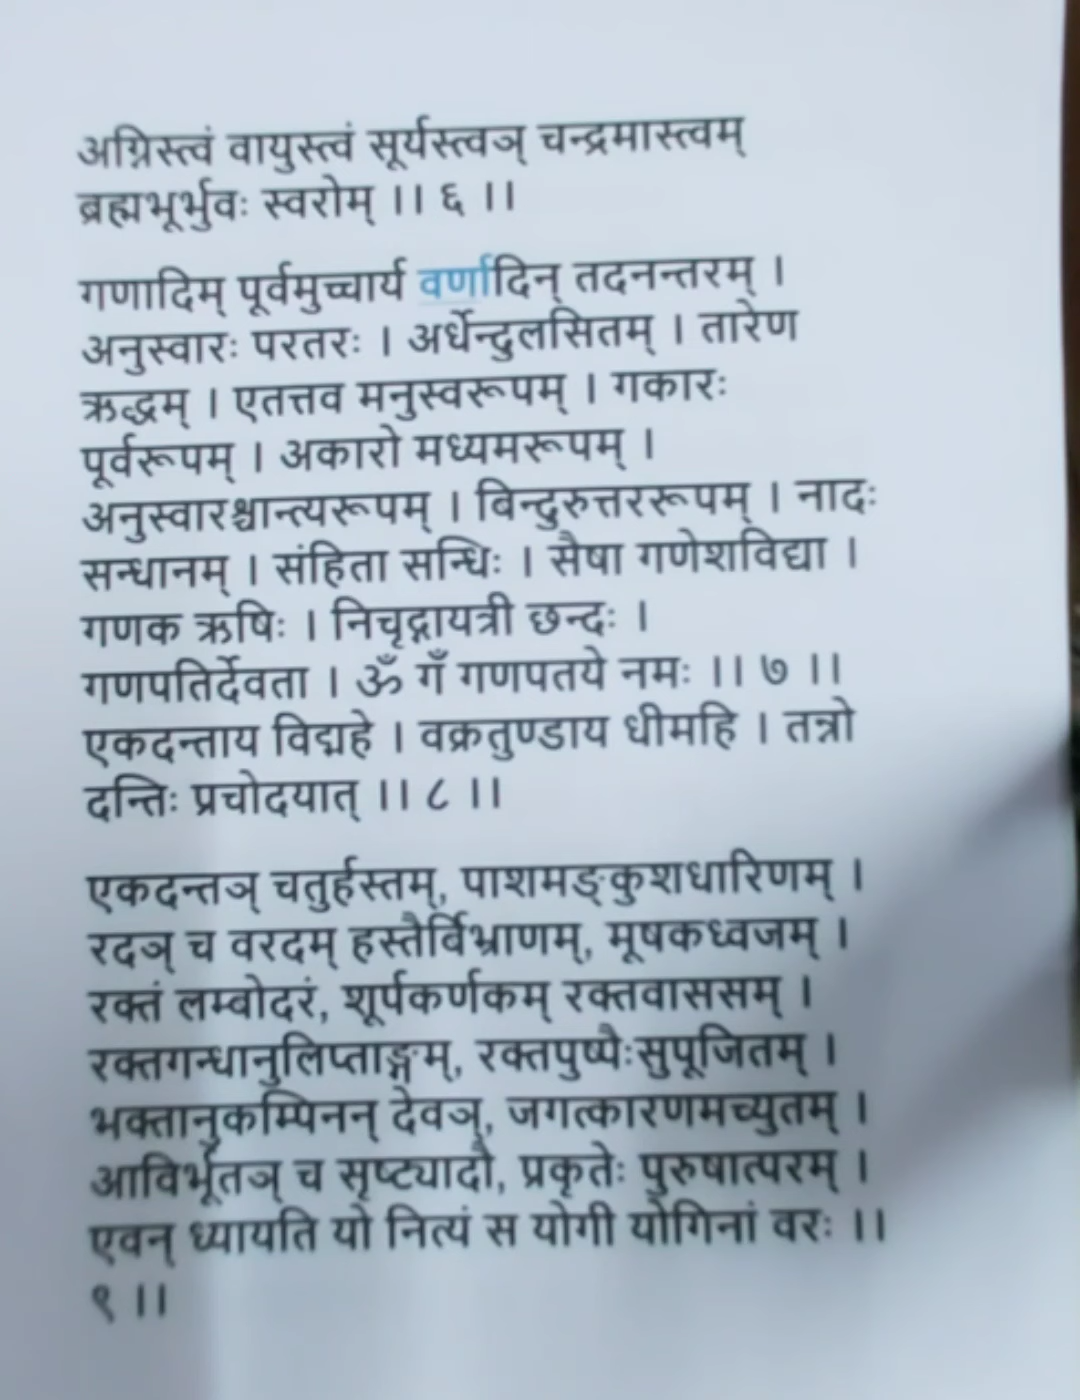 अग्निस्त्वं वायुस्त्वं सूर्यस्त्वञ् चन्द्रमास्त्वम्
ब्रह्मभूर्भुवः स्वरोम् ।। ६ ।।
गणादिम् पूर्वमुच्चार्य वर्णादिन् तदनन्तरम् ।
अनुस्वारः परतरः । अर्धेन्दुलसितम् । तारेण
ऋद्धम् । एतत्तव मनुस्वरूपम् । गकारः
पूर्वरूपम् । अकारो मध्यमरूपम् ।
अनुस्वारश्चान्त्यरूपम् । बिन्दुरुत्तररूपम् । नादः
सन्धानम् । संहिता सन्धिः । सैषा गणेशविद्या ।
गणक ऋषिः । निचृद्गायत्री छन्दः ।
गणपतिर्देवता । ॐ गँ गणपतये नमः ।। ७ ।।
एकदन्ताय विद्महे । वक्रतुण्डाय धीमहि । तन्नो
दन्तिः प्रचोदयात् ।। ८ ।।
एकदन्तञ् चतुर्हस्तम्, पाशमङ्कुशधारिणम् ।
रदञ् च वरदम् हस्तैर्बिभ्राणम्, मूषकध्वजम् ।
रक्तं लम्बोदरं, शूर्पकर्णकम् रक्तवाससम् ।
रक्तगन्धानुलिप्ताङ्गम्, रक्तपुष्पैःसुपूजितम् ।
भक्तानुकम्पिनन् देवञ्, जगत्कारणमच्युतम् ।
आविर्भूतञ् च सृष्ट्यादौ, प्रकृतेः पुरुषात्परम् ।
एवन् ध्यायति यो नित्यं स योगी योगिनां वरः ।।
९ ।।